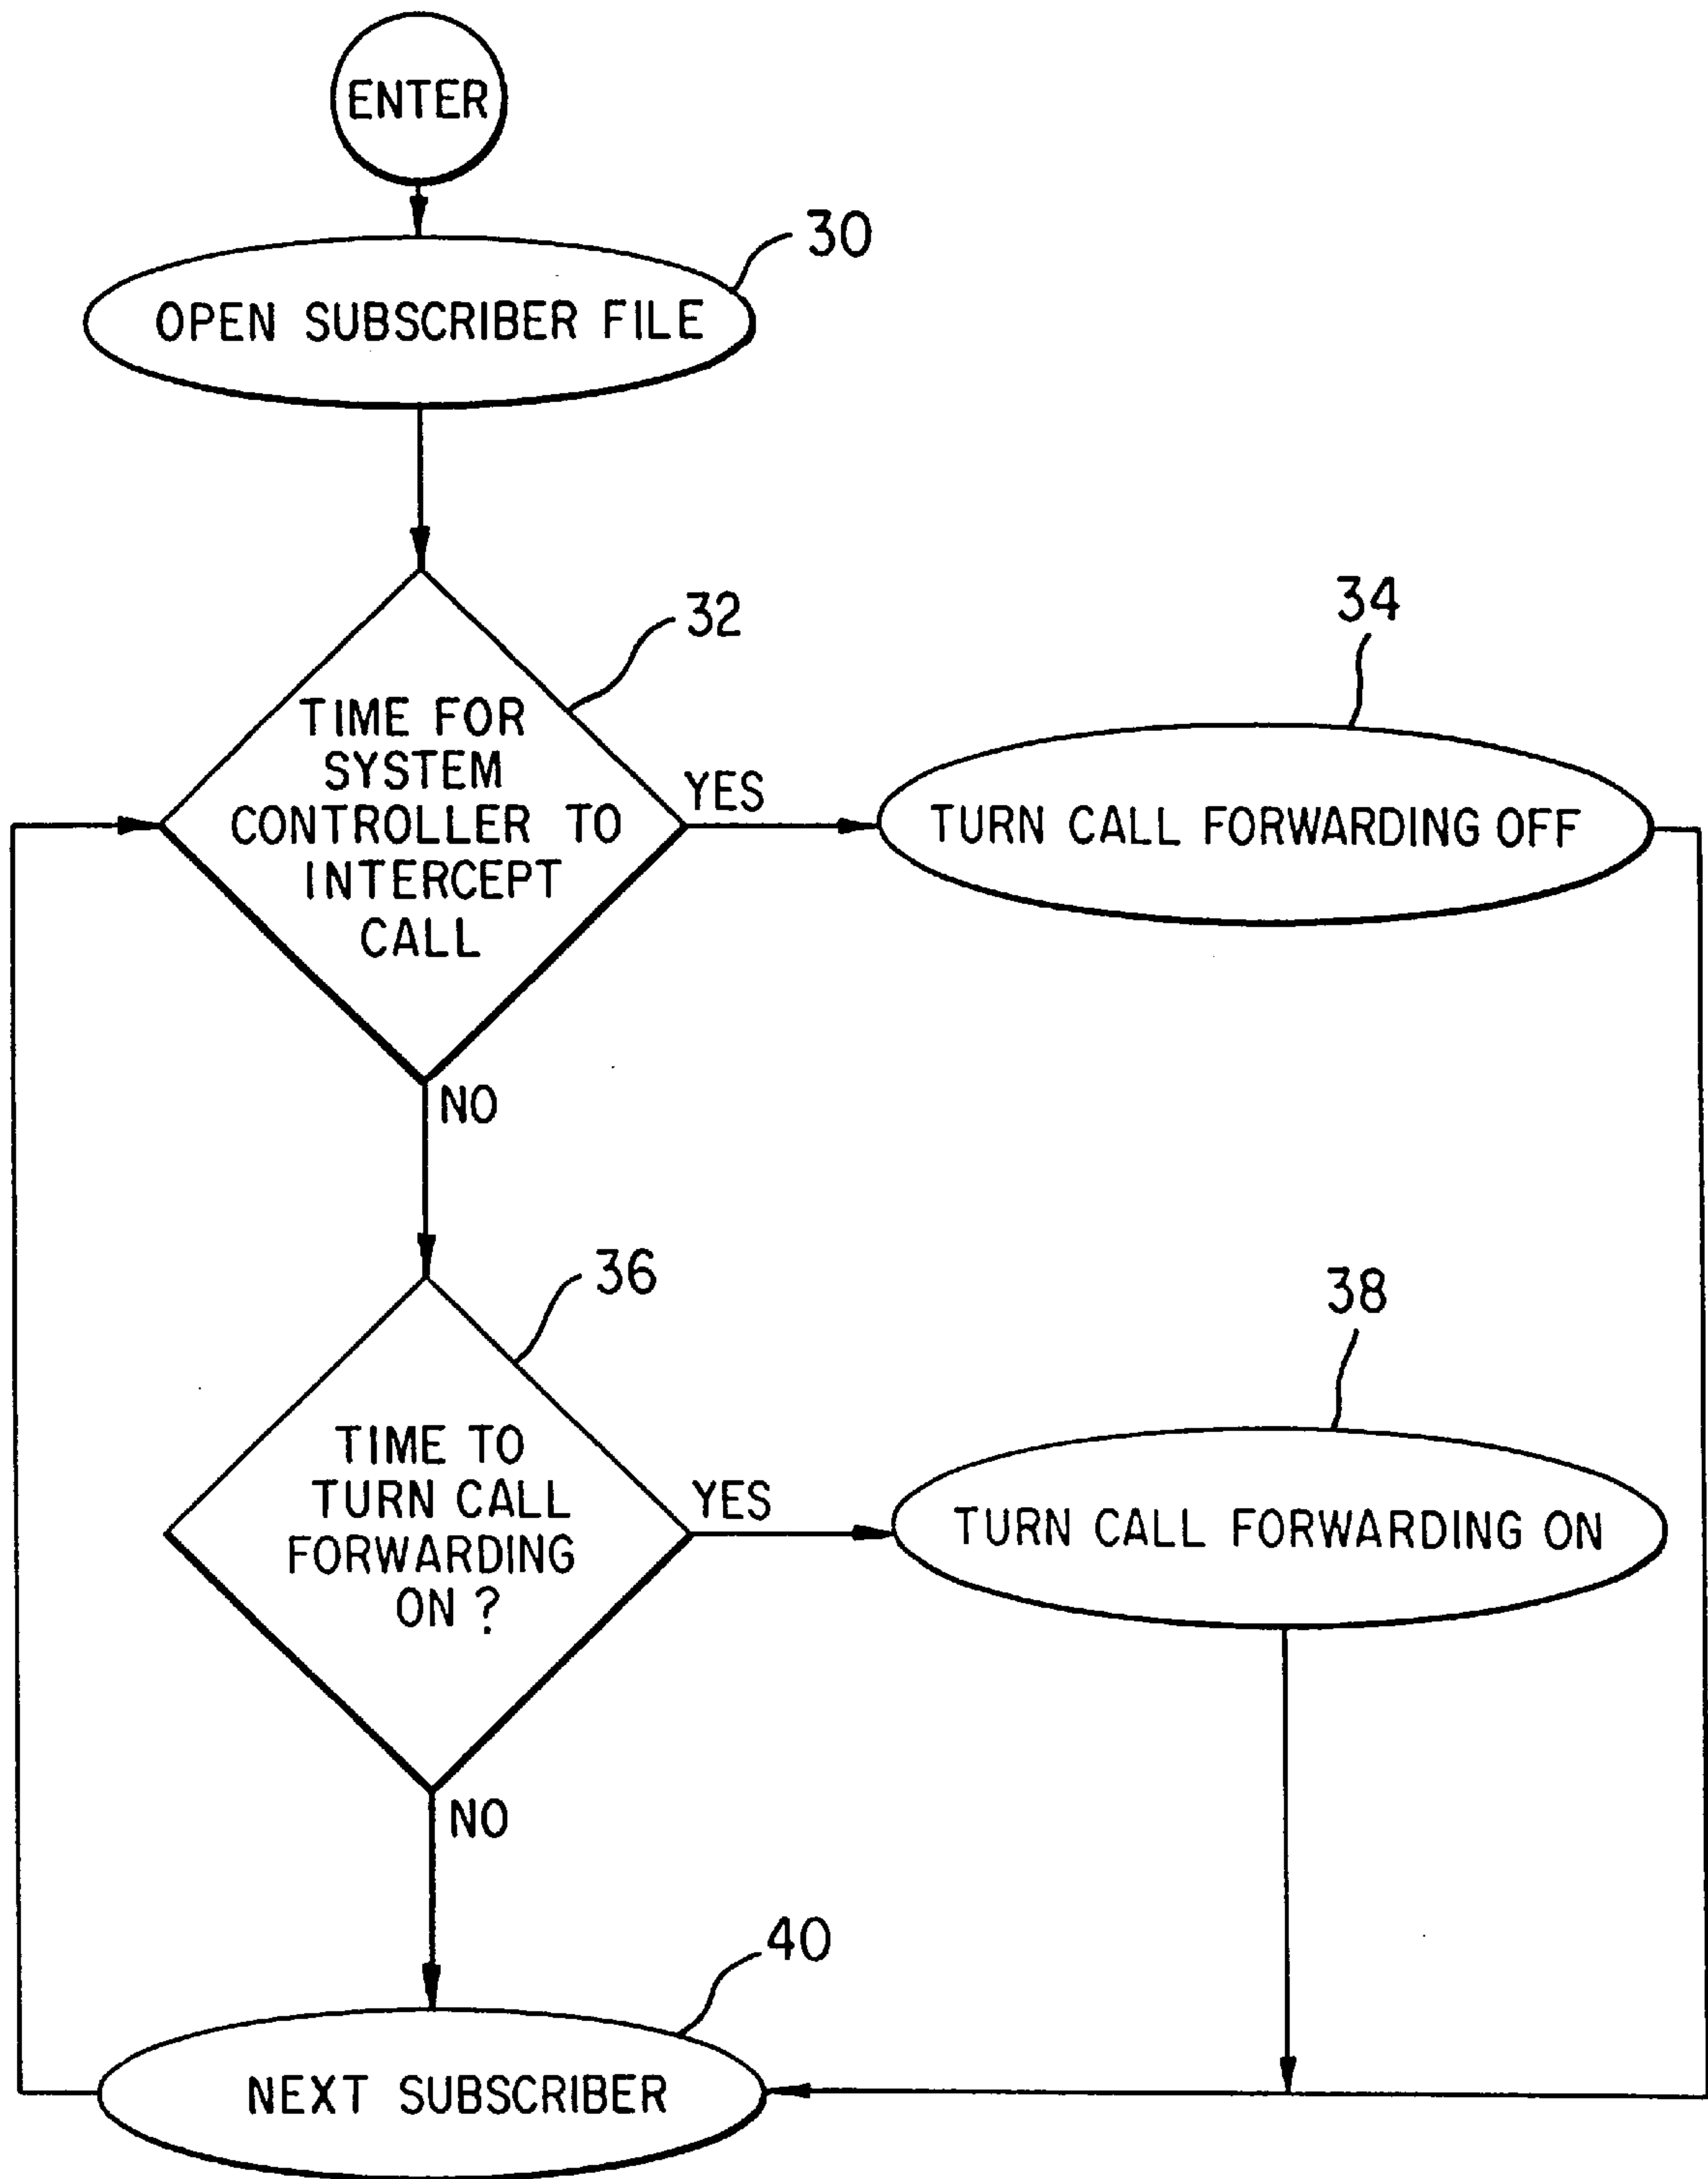 ENTER
30
OPEN SUBSCRIBER FILE
32
TIME FOR
SYSTEM
CONTROLLER TO
INTERCEPT
CALL
YES
34
TURN CALL FORWARDING OFF
NO
36
TIME TO
TURN CALL
FORWARDING
ON ?
YES
38
TURN CALL FORWARDING ON
NO
40
NEXT SUBSCRIBER